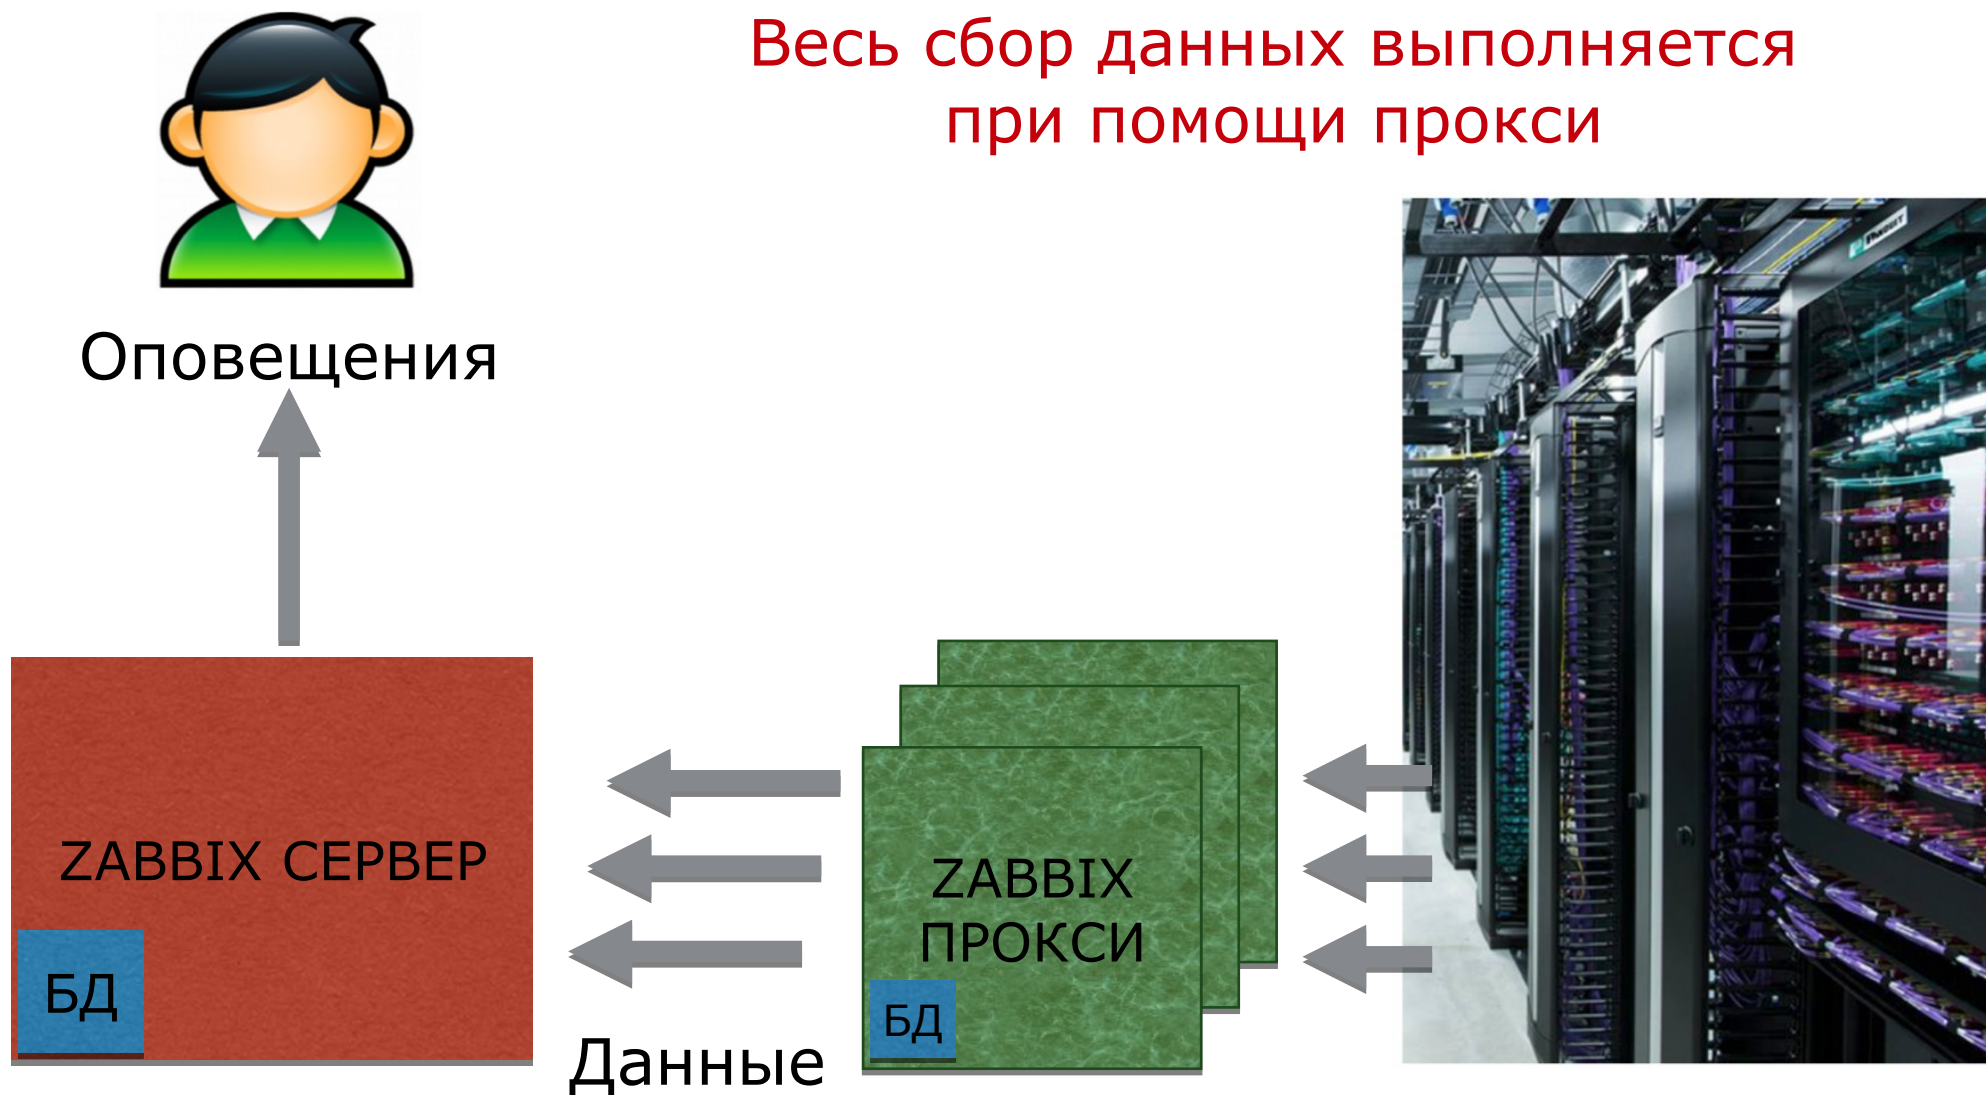 Весь сбор данных выполняется
при помощи прокси
Оповещения
ZABBIX СЕРВЕР
БД
ZABBIX
ПРОКСИ
БД
Данные